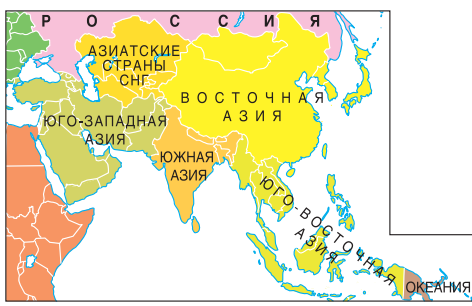 РОССИЯ
АЗИАТСКИЕ
СТРАНЫ
СНГ
ВОСТОЧНАЯ
АЗИЯ
ЮГО-ЗАПАДНАЯ
АЗИЯ
ЮЖНАЯ
АЗИЯ
ЮГО-ВОСТОЧНАЯ
АЗИЯ
ОКЕАНИЯ